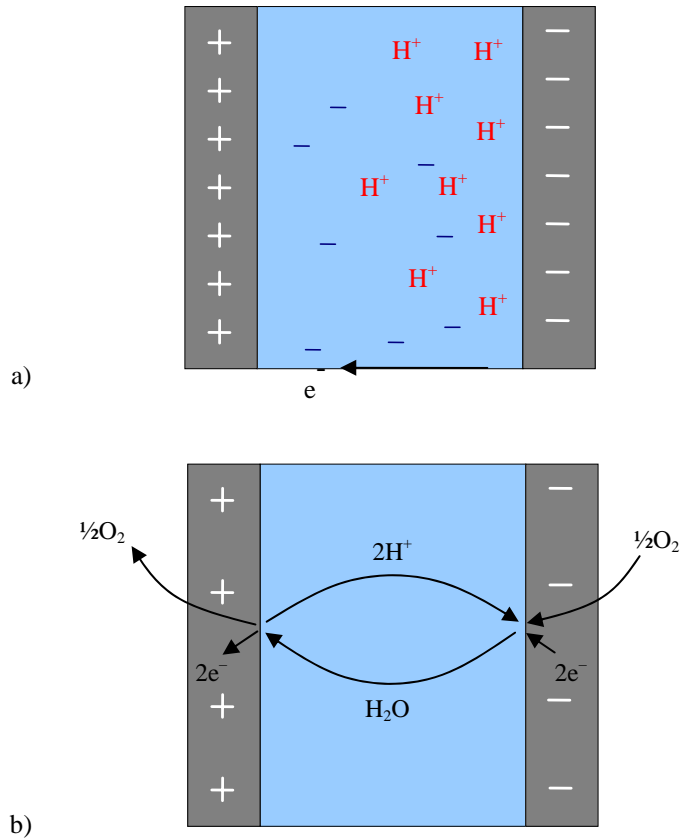 + H⁺ H⁺ −
+ − −
+ − H⁺ H⁺ −
+ H⁺ − H⁺ −
+ − − H⁺ −
+ H⁺ −
+ − − − H⁺ −
a)
e⁻
+ −
½O₂ 2H⁺ ½O₂
+ −
2e⁻ 2e⁻
+ H₂O −
+ −
b)